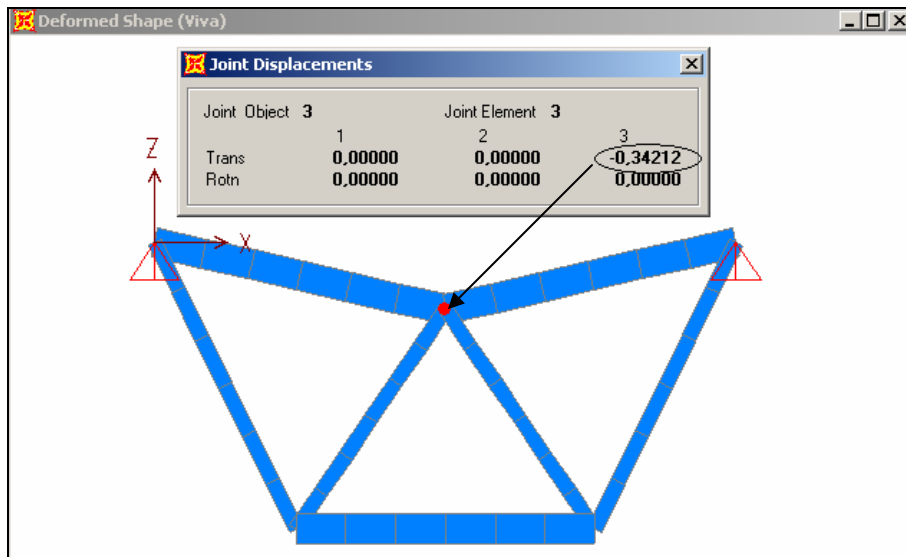 Deformed Shape (Viva)
Joint Displacements
Joint Object 3 Joint Element 3
1 2 3
Trans 0,00000 0,00000 -0,34212
Rotn 0,00000 0,00000 0,00000
Z
X